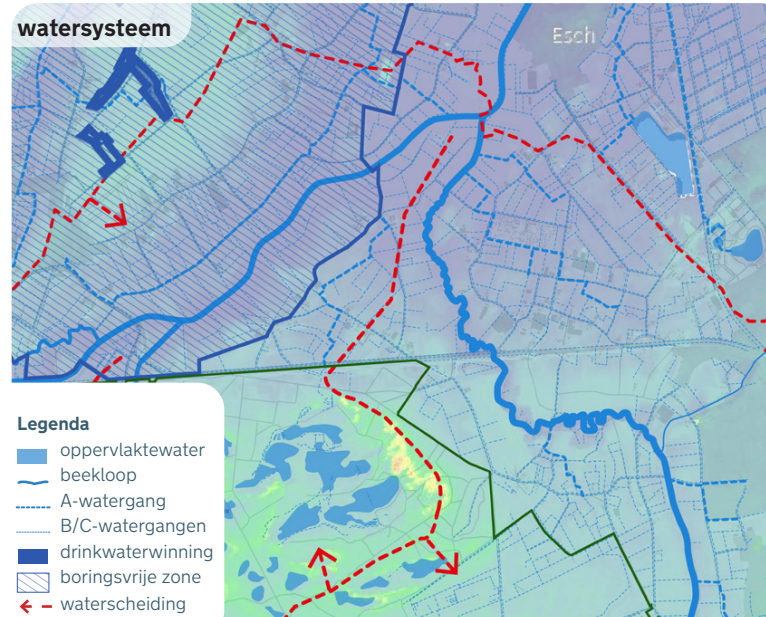 watersysteem
Esch
Legenda
oppervlaktewater
beekloop
A-watergang
B/C-watergangen
drinkwaterwinning
boringsvrije zone
waterscheiding